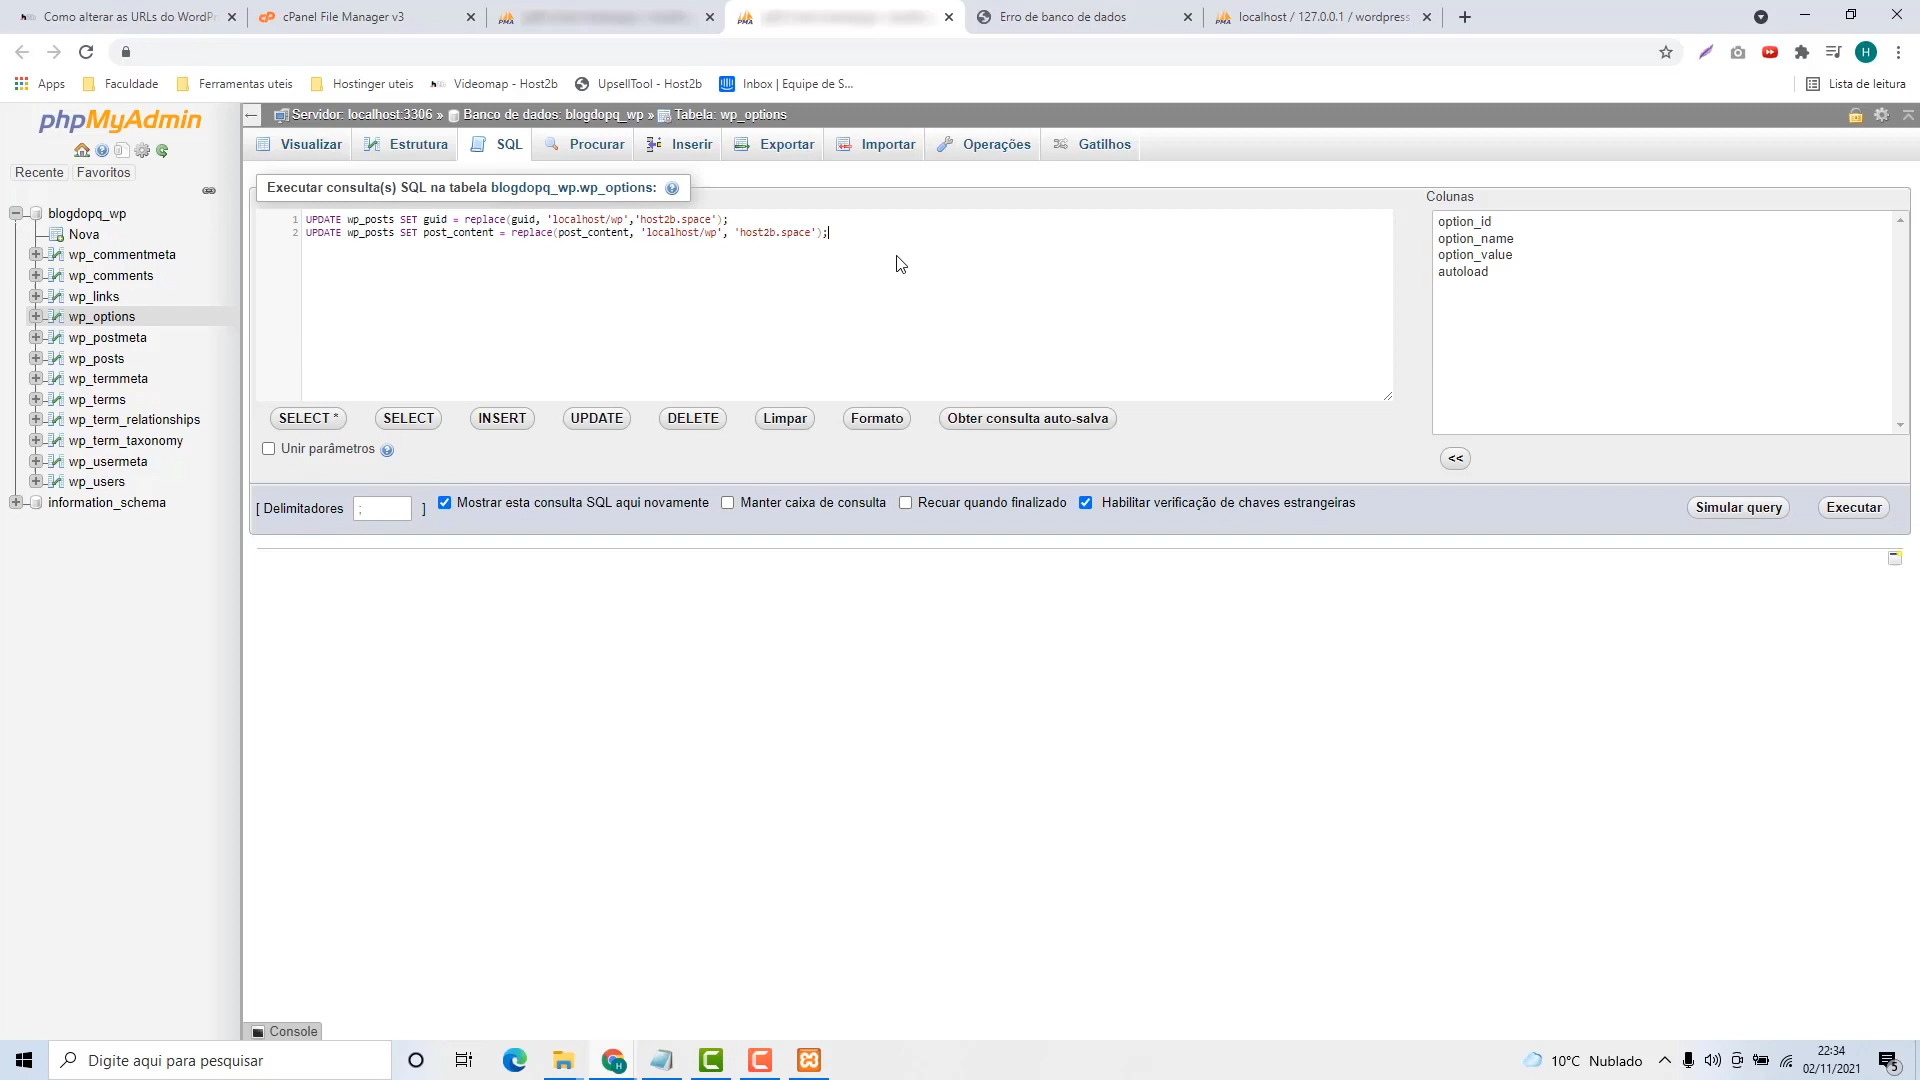 Como alterar as URLs do WordPr
cPanel File Manager v3
Erro de banco de dados
localhost / 127.0.0.1 / wordpress
H
Apps
Faculdade
Ferramentas uteis
Hostinger uteis
Videomap - Host2b
UpsellTool - Host2b
Inbox | Equipe de S...
Lista de leitura
phpMyAdmin
Recente
Favoritos
blogdopq_wp
Nova
wp_commentmeta
wp_comments
wp_links
wp_options
wp_postmeta
wp_posts
wp_termmeta
wp_terms
wp_term_relationships
wp_term_taxonomy
wp_usermeta
wp_users
information_schema
Servidor: localhost:3306 » Banco de dados: blogdopq_wp » Tabela: wp_options
Visualizar
Estrutura
SQL
Procurar
Inserir
Exportar
Importar
Operações
Gatilhos
Executar consulta(s) SQL na tabela blogdopq_wp.wp_options:
1 UPDATE wp_posts SET guid = replace(guid, 'localhost/wp','host2b.space');
2 UPDATE wp_posts SET post_content = replace(post_content, 'localhost/wp', 'host2b.space');
Colunas
option_id
option_name
option_value
autoload
SELECT *
SELECT
INSERT
UPDATE
DELETE
Limpar
Formato
Obter consulta auto-salva
<<
Unir parâmetros
[ Delimitadores ; ]
Mostrar esta consulta SQL aqui novamente
Manter caixa de consulta
Recuar quando finalizado
Habilitar verificação de chaves estrangeiras
Simular query
Executar
Console
Digite aqui para pesquisar
10°C Nublado
22:34
02/11/2021
5